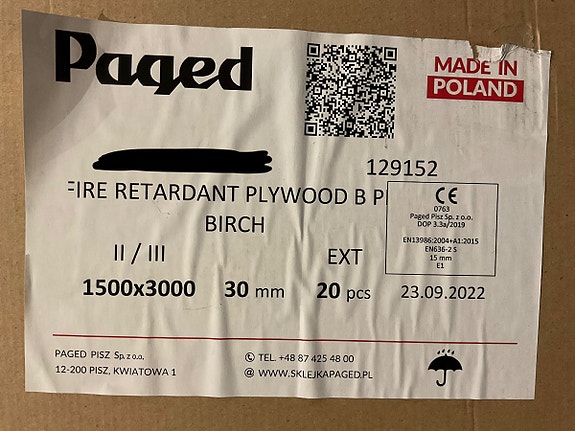 Paged
MADE IN
POLAND
129152
FIRE RETARDANT PLYWOOD B P
BIRCH
CE
0763
Paged Pisz Sp. z o.o.
DOP 3.3a/2019
EN13986:2004+A1:2015
EN636-2 S
15 mm
E1
II / III
EXT
1500x3000
30 mm
20 pcs
23.09.2022
PAGED PISZ Sp. z o.o.
12-200 PISZ, KWIATOWA 1
TEL. +48 87 425 48 00
@ WWW.SKLEJKAPAGED.PL